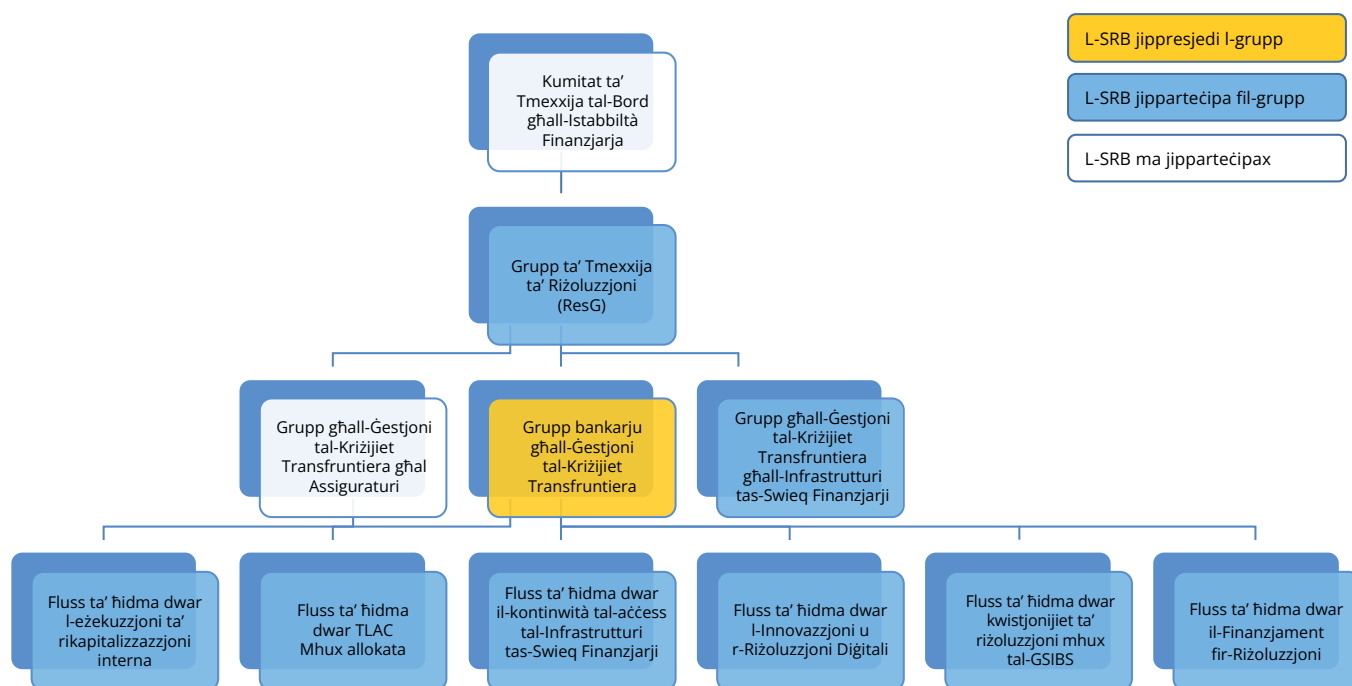 L-SRB jippresjedi l-grupp
L-SRB jipparteċipa fil-grupp
L-SRB ma jipparteċipax
Kumitat ta’
Tmexxija tal-Bord
għall-Istabbiltà
Finanzjarja
Grupp ta’ Tmexxija
ta’ Riżoluzzjoni
(ResG)
Grupp għall-Ġestjoni
tal-Kriżijiet
Transfruntiera għal
Assiguraturi
Grupp bankarju
għall-Ġestjoni
tal-Kriżijiet
Transfruntiera
Grupp għall-Ġestjoni
tal-Kriżijiet
Transfruntiera
għall-Infrastrutturi
tas-Swieq Finanzjarji
Fluss ta’ ħidma dwar
l-eżekuzzjoni ta’
rikapitalizzazzjoni
interna
Fluss ta’ ħidma
dwar TLAC
Mhux allokata
Fluss ta’ ħidma dwar
il-kontinwità tal-aċċess
tal-Infrastrutturi
tas-Swieq Finanzjarji
Fluss ta’ ħidma dwar
l-Innovazzjoni u
r-Riżoluzzjoni Diġitali
Fluss ta’ ħidma dwar
kwistjonijiet ta’
riżoluzzjoni mhux
tal-GSIBS
Fluss ta’ ħidma dwar
il-Finanzjament
fir-Riżoluzzjoni